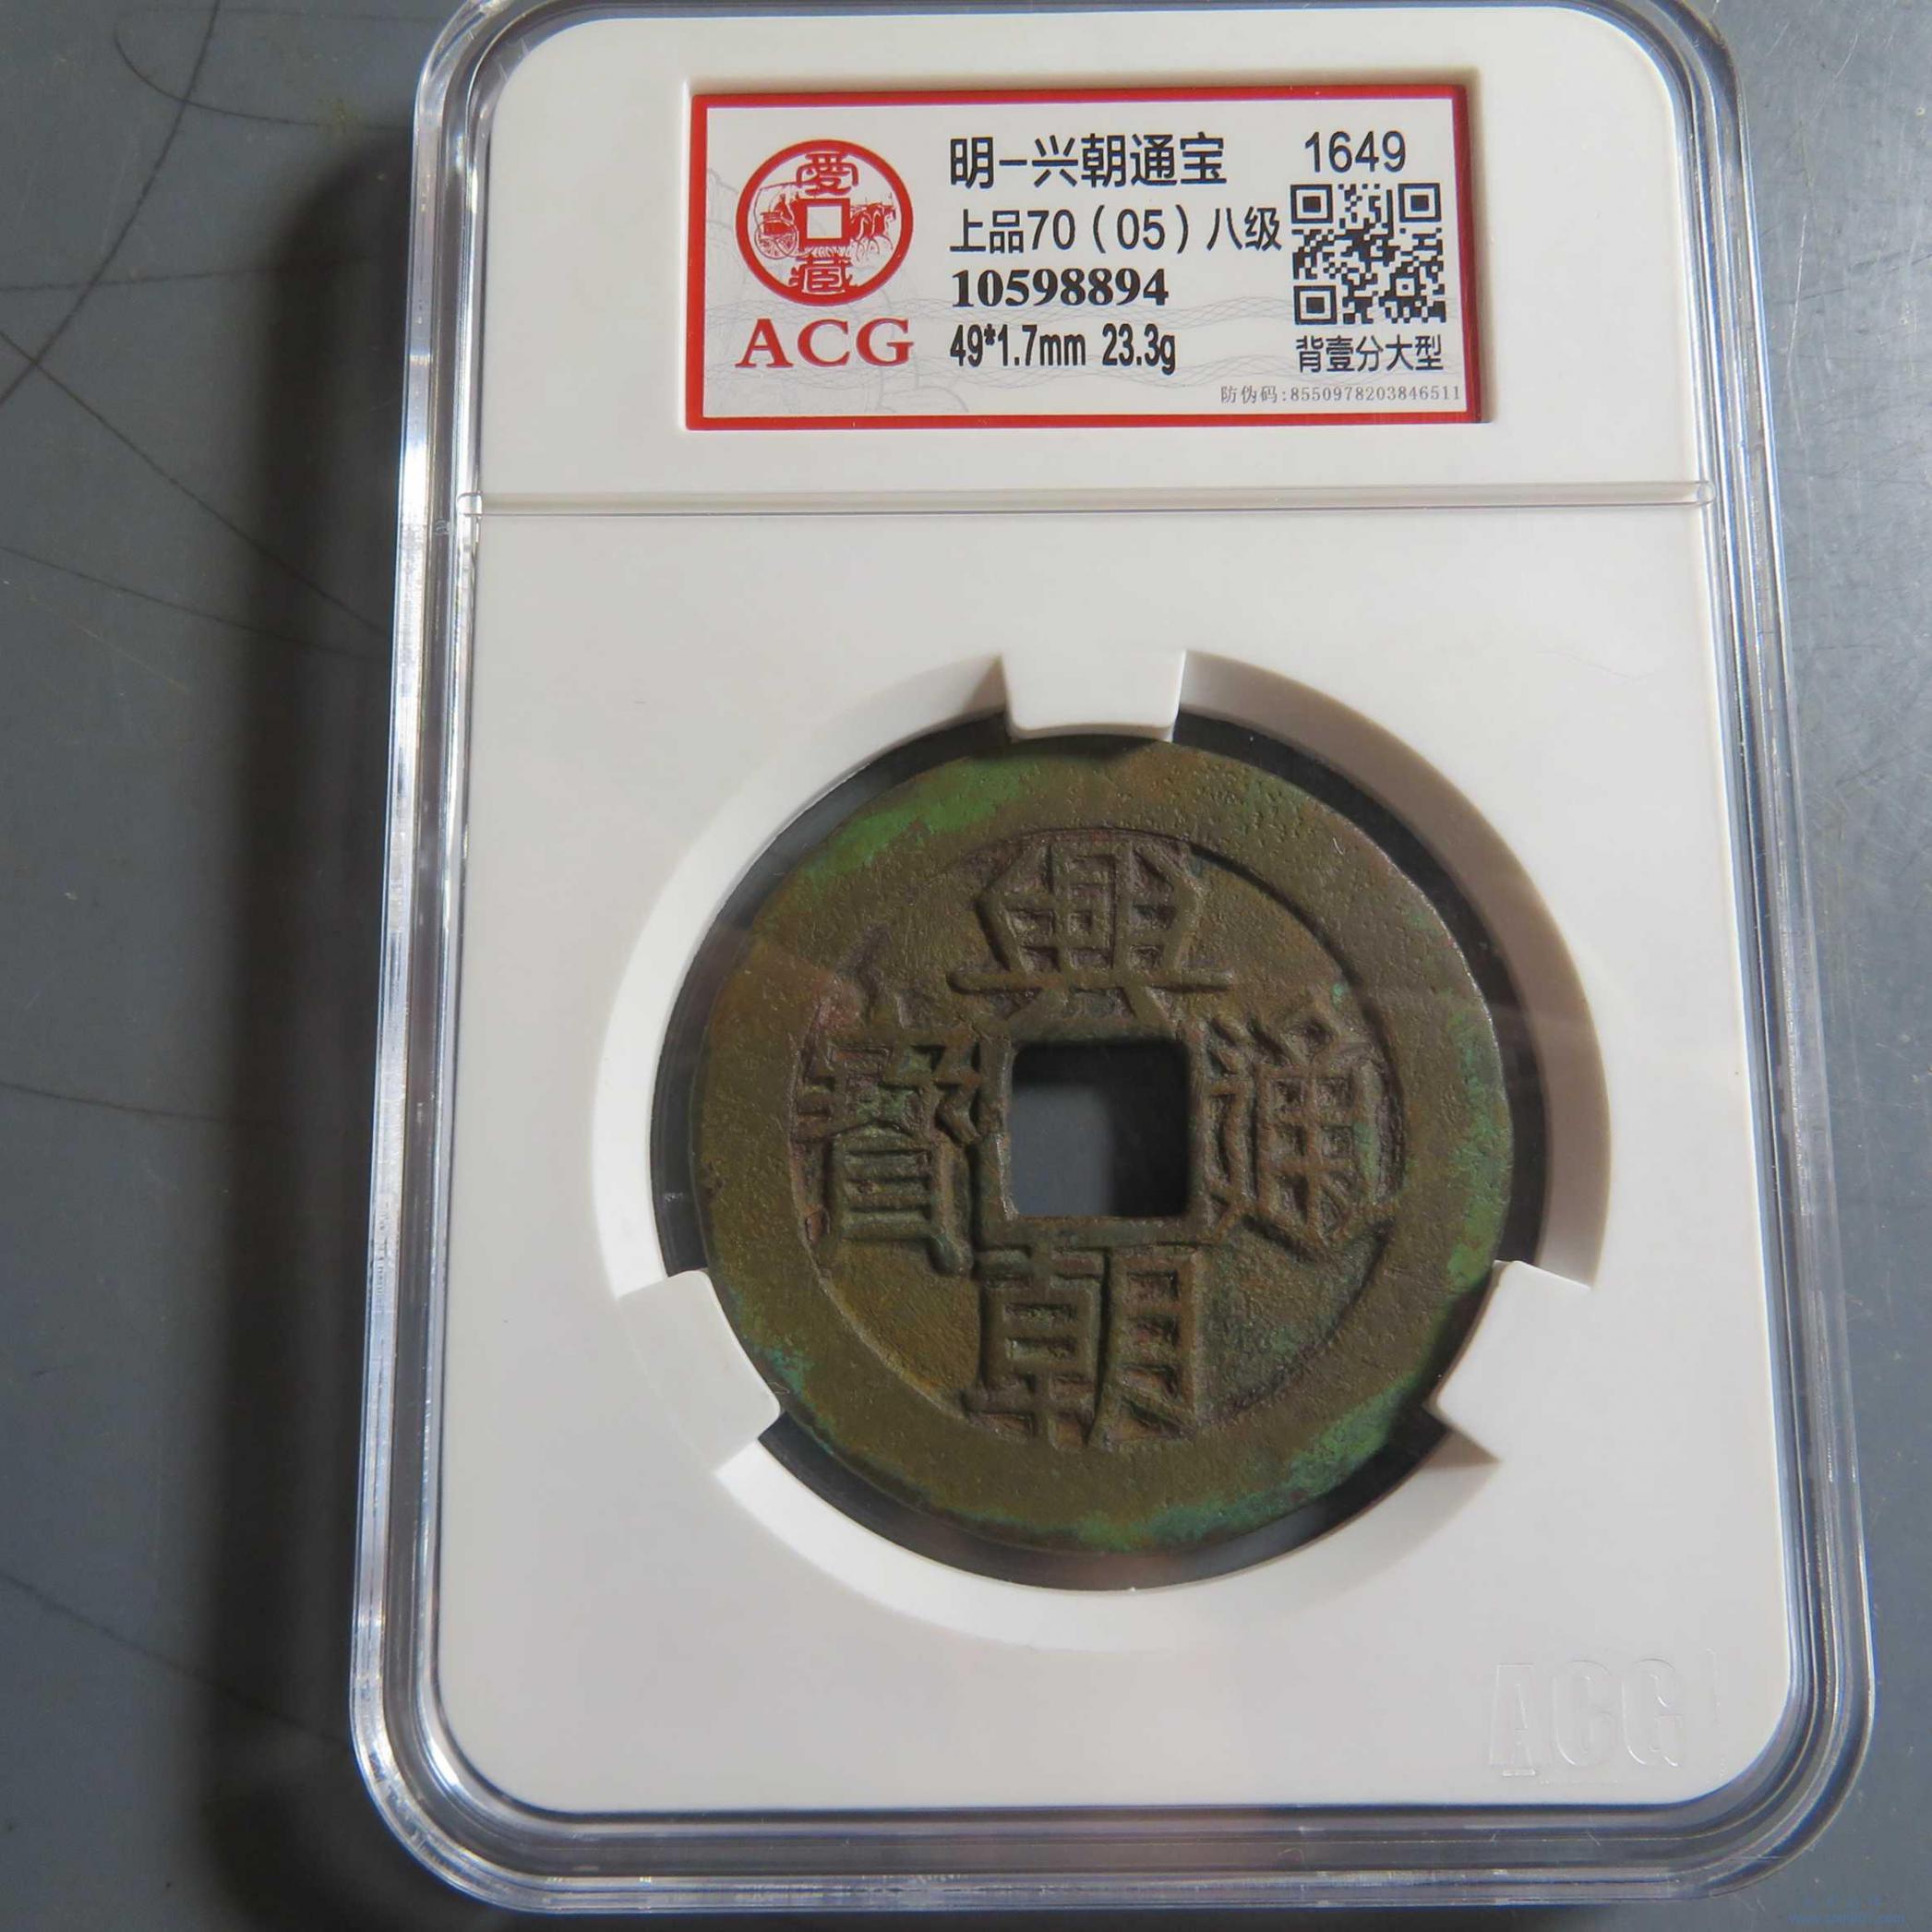 愛藏
ACG
明-兴朝通宝 1649
上品70（05）八级
10598894
49*1.7mm 23.3g
背壹分大型
防伪码:8550978203846511
興朝通寶
ACG